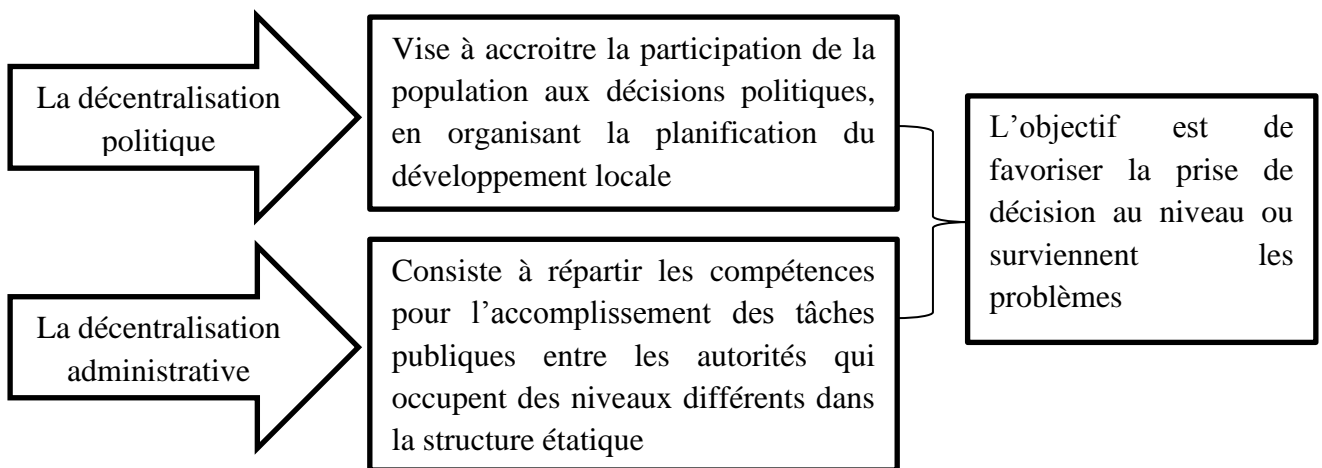 La décentralisation
politique
Vise à accroitre la participation de la
population aux décisions politiques,
en organisant la planification du
développement locale
La décentralisation
administrative
Consiste à répartir les compétences
pour l’accomplissement des tâches
publiques entre les autorités qui
occupent des niveaux différents dans
la structure étatique
L’objectif est de
favoriser la prise de
décision au niveau ou
surviennent les
problèmes